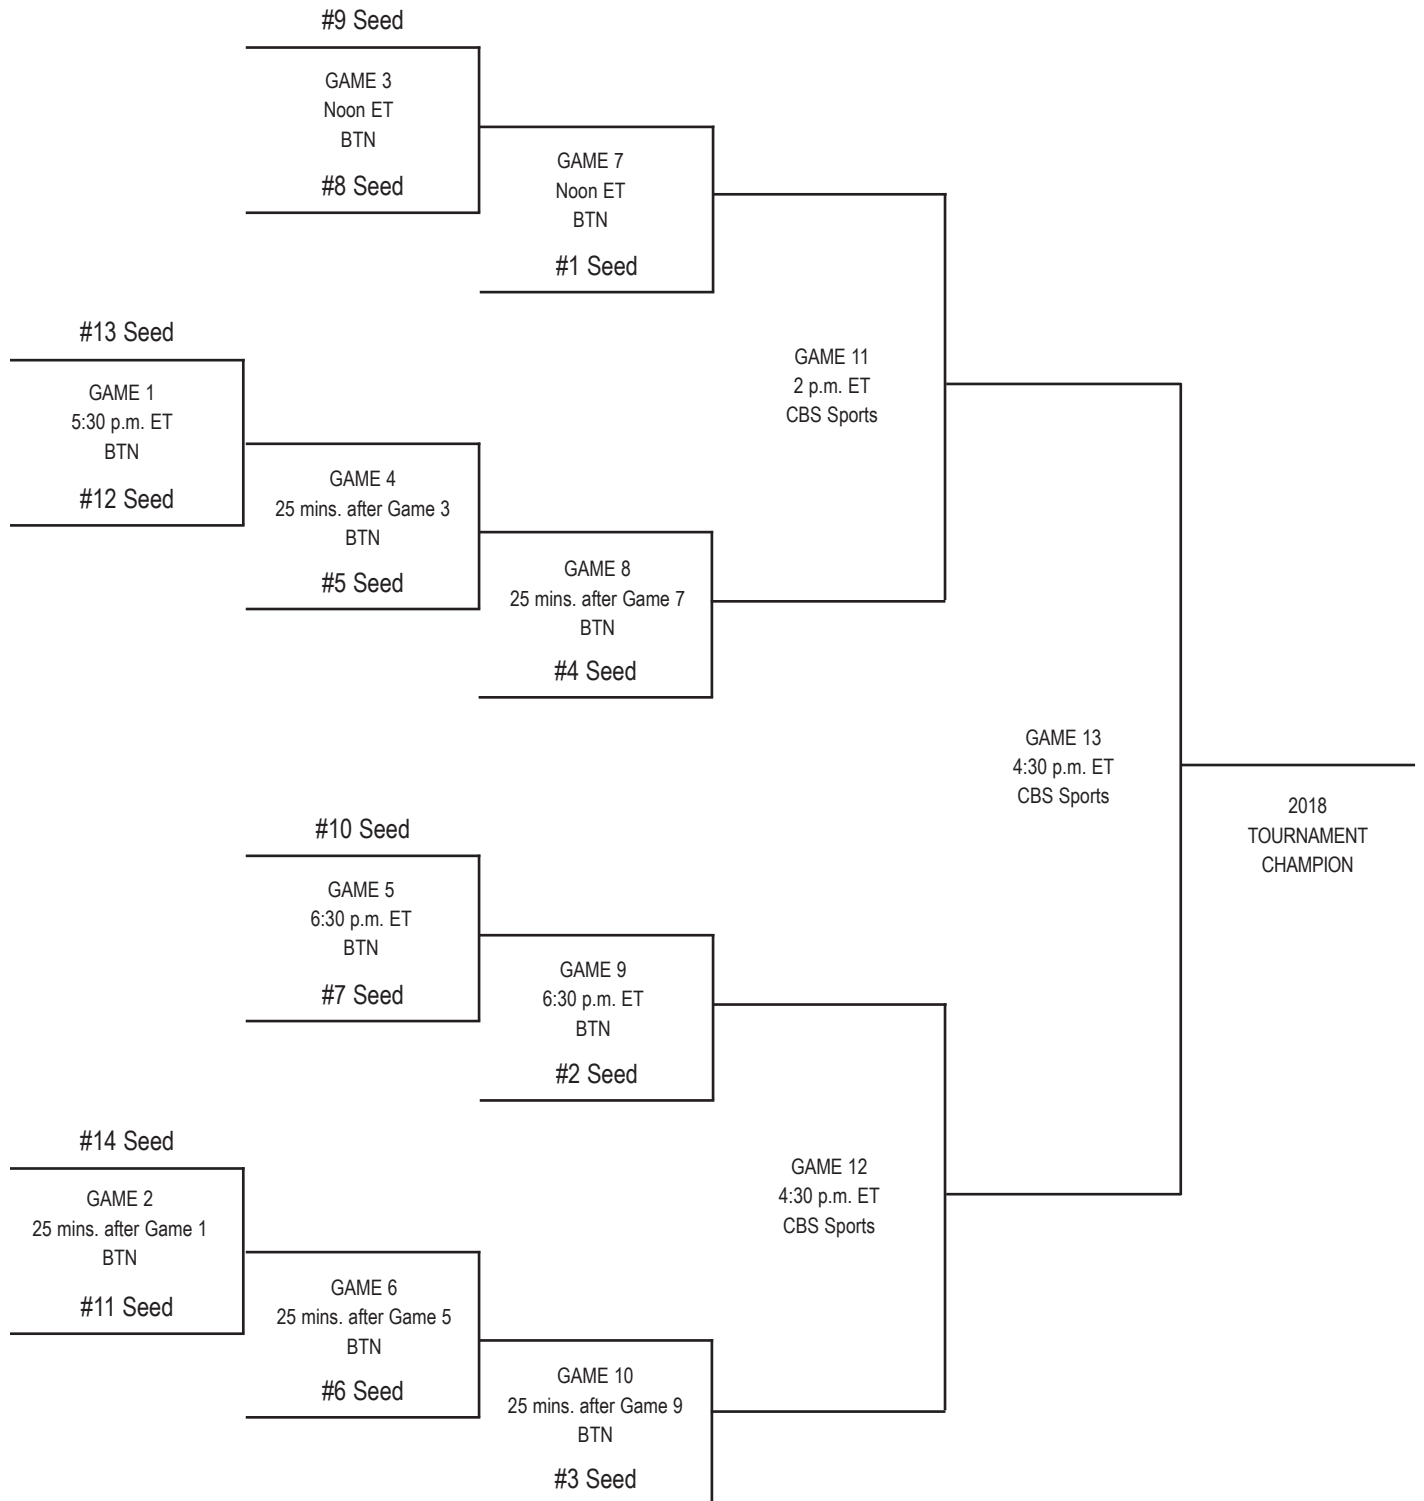 #9 Seed
GAME 3
Noon ET
BTN
#8 Seed
GAME 7
Noon ET
BTN
#1 Seed
#13 Seed
GAME 1
5:30 p.m. ET
BTN
#12 Seed
GAME 4
25 mins. after Game 3
BTN
#5 Seed
GAME 8
25 mins. after Game 7
BTN
#4 Seed
GAME 11
2 p.m. ET
CBS Sports
#10 Seed
GAME 5
6:30 p.m. ET
BTN
#7 Seed
GAME 9
6:30 p.m. ET
BTN
#2 Seed
#14 Seed
GAME 2
25 mins. after Game 1
BTN
#11 Seed
GAME 6
25 mins. after Game 5
BTN
#6 Seed
GAME 10
25 mins. after Game 9
BTN
#3 Seed
GAME 12
4:30 p.m. ET
CBS Sports
GAME 13
4:30 p.m. ET
CBS Sports
2018
TOURNAMENT
CHAMPION